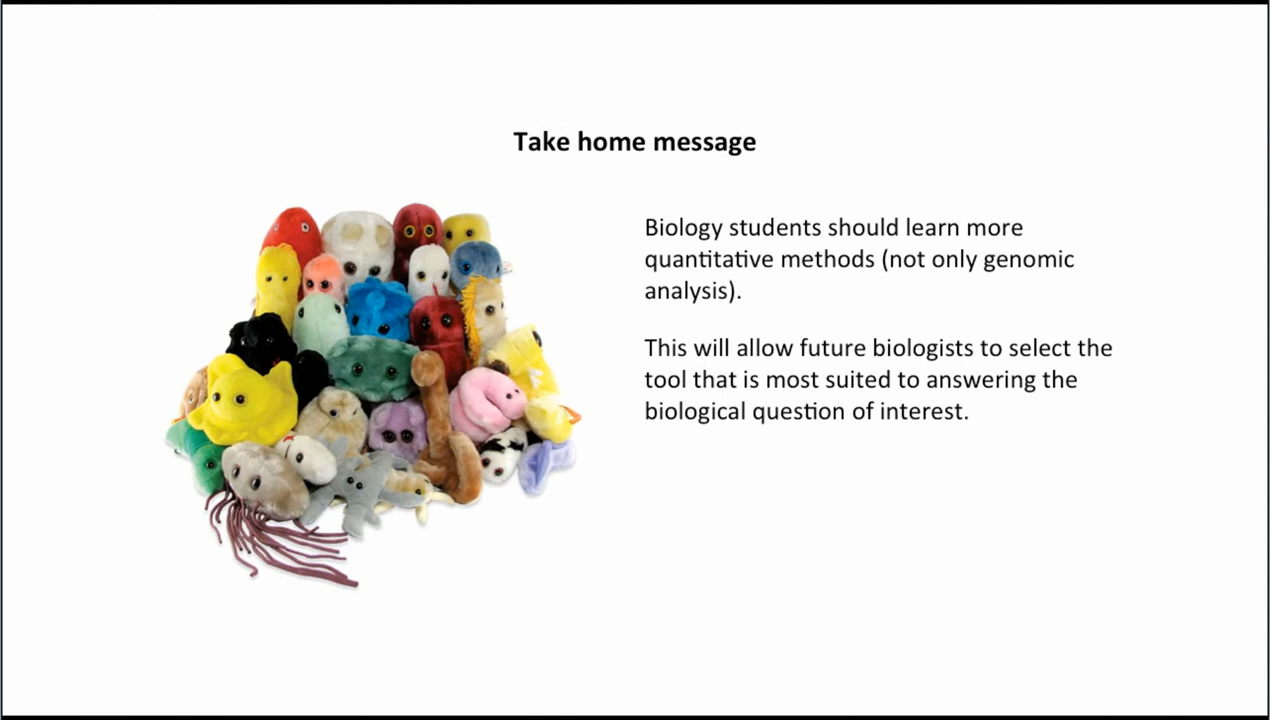 Take home message
Biology students should learn more
quantitative methods (not only genomic
analysis).
This will allow future biologists to select the
tool that is most suited to answering the
biological question of interest.